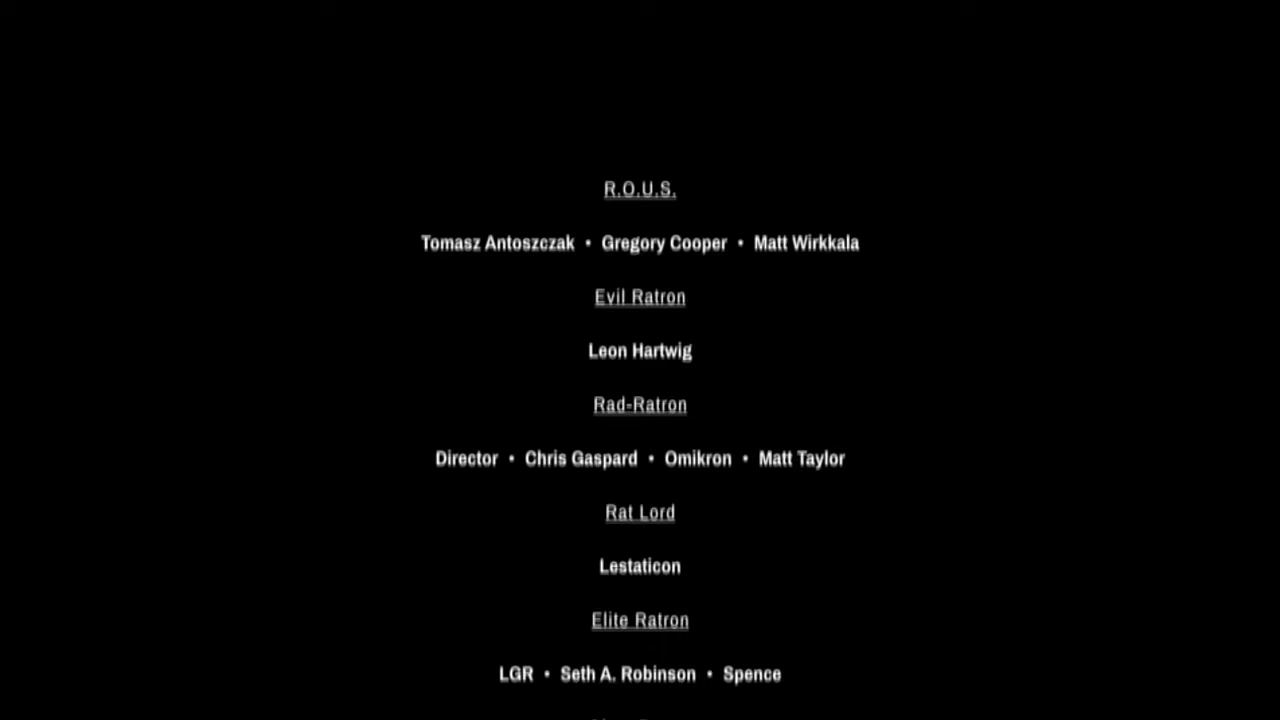 R.O.U.S.
Tomasz Antoszczak • Gregory Cooper • Matt Wirkkala
Evil Ratron
Leon Hartwig
Rad-Ratron
Director • Chris Gaspard • Omikron • Matt Taylor
Rat Lord
Lestaticon
Elite Ratron
LGR • Seth A. Robinson • Spence